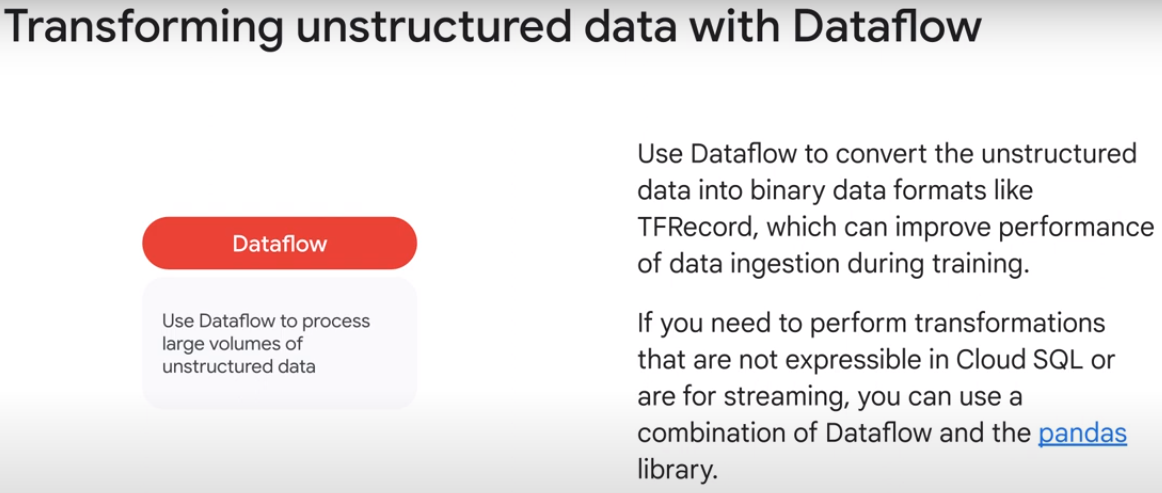 Transforming unstructured data with Dataflow
Dataflow
Use Dataflow to process
large volumes of
unstructured data
Use Dataflow to convert the unstructured
data into binary data formats like
TFRecord, which can improve performance
of data ingestion during training.
If you need to perform transformations
that are not expressible in Cloud SQL or
are for streaming, you can use a
combination of Dataflow and the pandas
library.